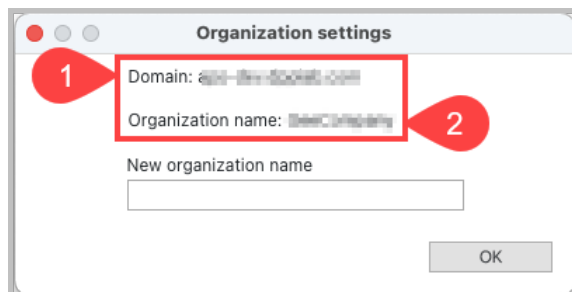 Organization settings
1
Domain:
Organization name:
2
New organization name
OK